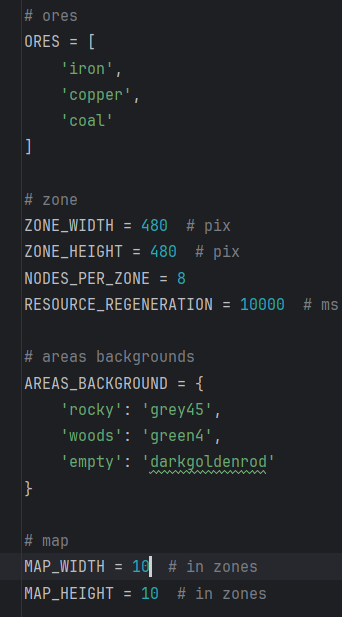 # ores
ORES = [
    'iron',
    'copper',
    'coal'
]
# zone
ZONE_WIDTH = 480  # pix
ZONE_HEIGHT = 480  # pix
NODES_PER_ZONE = 8
RESOURCE_REGENERATION = 10000  # ms
# areas backgrounds
AREAS_BACKGROUND = {
    'rocky': 'grey45',
    'woods': 'green4',
    'empty': 'darkgoldenrod'
}
# map
MAP_WIDTH = 10  # in zones
MAP_HEIGHT = 10  # in zones